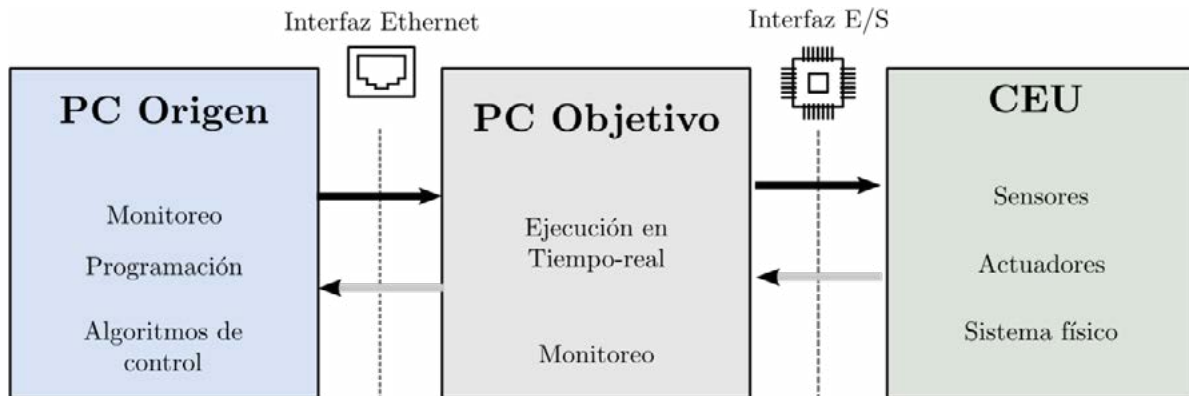 Interfaz Ethernet
Interfaz E/S
PC Origen
Monitoreo
Programación
Algoritmos de
control
PC Objetivo
Ejecución en
Tiempo-real
Monitoreo
CEU
Sensores
Actuadores
Sistema físico